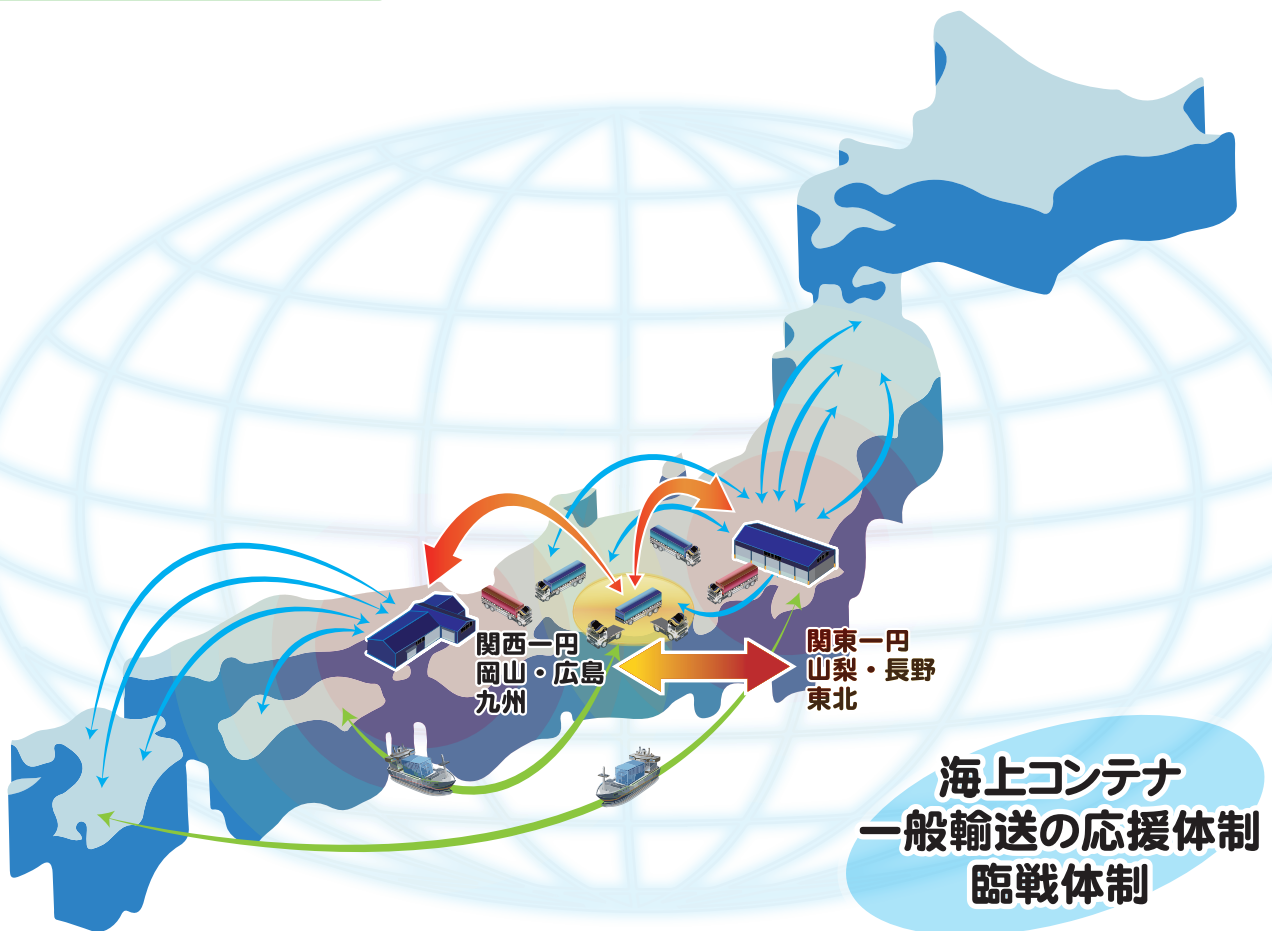 関西一円
岡山・広島
九州
関東一円
山梨・長野
東北
海上コンテナ
一般輸送の応援体制
臨戦体制